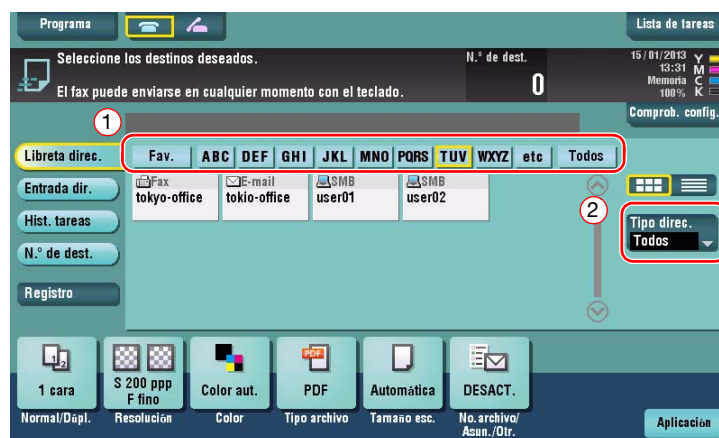 Programa
Lista de tareas
Seleccione los destinos deseados.
N.° de dest.
0
El fax puede enviarse en cualquier momento con el teclado.
15/01/2013
13:31
Memoria
100%
Y
M
C
K
Comprob. config.
1
Libreta direc.
Fav. ABC DEF GHI JKL MNO PQRS TUV WXYZ etc Todos
Entrada dir.
Fax
tokyo-office
E-mail
tokio-office
SMB
user01
SMB
user02
2
Hist. tareas
Tipo direc.
Todos
N.° de dest.
Registro
1 2
1 cara
S 200 ppp
F fino
Color aut.
PDF
PDF
Automática
DESACT.
Normal/Dúpl.
Resolución
Color
Tipo archivo
Tamaño esc.
No.archivo/
Asun./Otr.
Aplicación